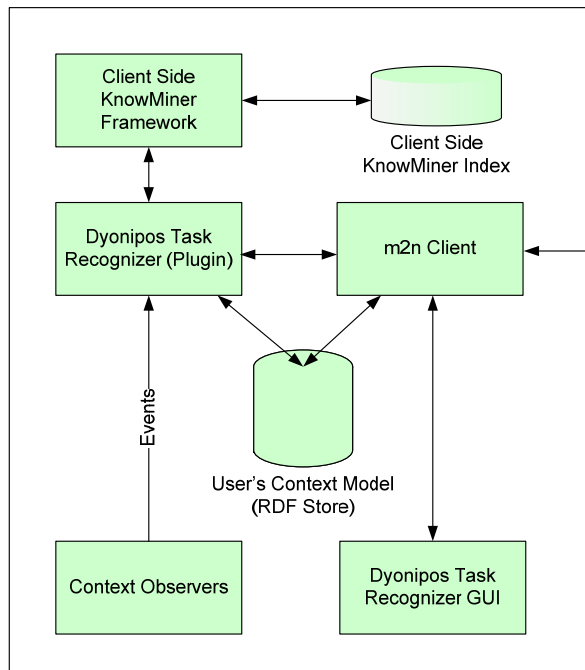 Client Side
KnowMiner
Framework
Client Side
KnowMiner Index
Dyonipos Task
Recognizer (Plugin)
m2n Client
Events
User's Context Model
(RDF Store)
Context Observers
Dyonipos Task
Recognizer GUI